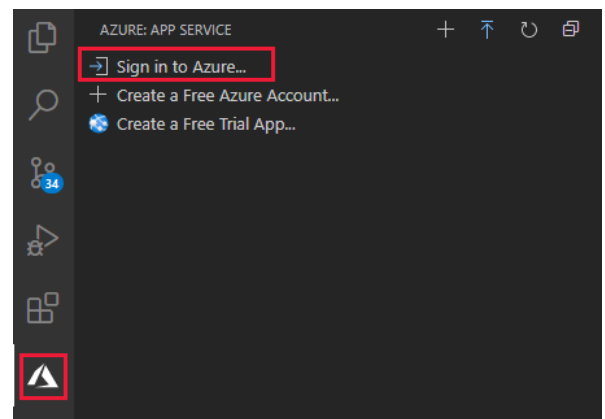 AZURE: APP SERVICE
Sign in to Azure...
Create a Free Azure Account...
Create a Free Trial App...
34